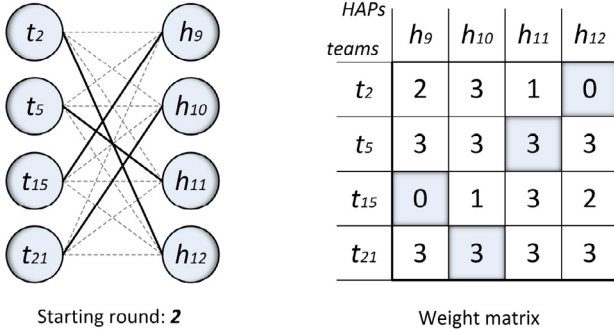 t2 h9
t5 h10
t15 h11
t21 h12
Starting round: 2
HAPs
teams
h9 h10 h11 h12
t2 2 3 1 0
t5 3 3 3 3
t15 0 1 3 2
t21 3 3 3 3
Weight matrix